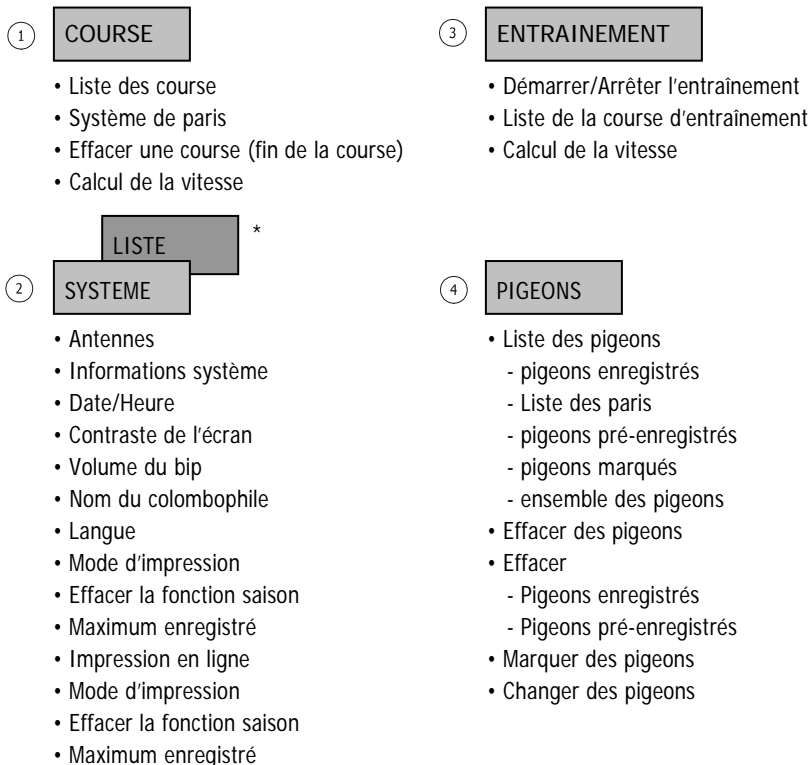 1 COURSE
• Liste des course
• Système de paris
• Effacer une course (fin de la course)
• Calcul de la vitesse
LISTE *
2 SYSTEME
• Antennes
• Informations système
• Date/Heure
• Contraste de l'écran
• Volume du bip
• Nom du colombophile
• Langue
• Mode d'impression
• Effacer la fonction saison
• Maximum enregistré
• Impression en ligne
• Mode d'impression
• Effacer la fonction saison
• Maximum enregistré
3 ENTRAINEMENT
• Démarrer/Arrêter l'entraînement
• Liste de la course d'entraînement
• Calcul de la vitesse
4 PIGEONS
• Liste des pigeons
- pigeons enregistrés
- Liste des paris
- pigeons pré-enregistrés
- pigeons marqués
- ensemble des pigeons
• Effacer des pigeons
• Effacer
- Pigeons enregistrés
- Pigeons pré-enregistrés
• Marquer des pigeons
• Changer des pigeons